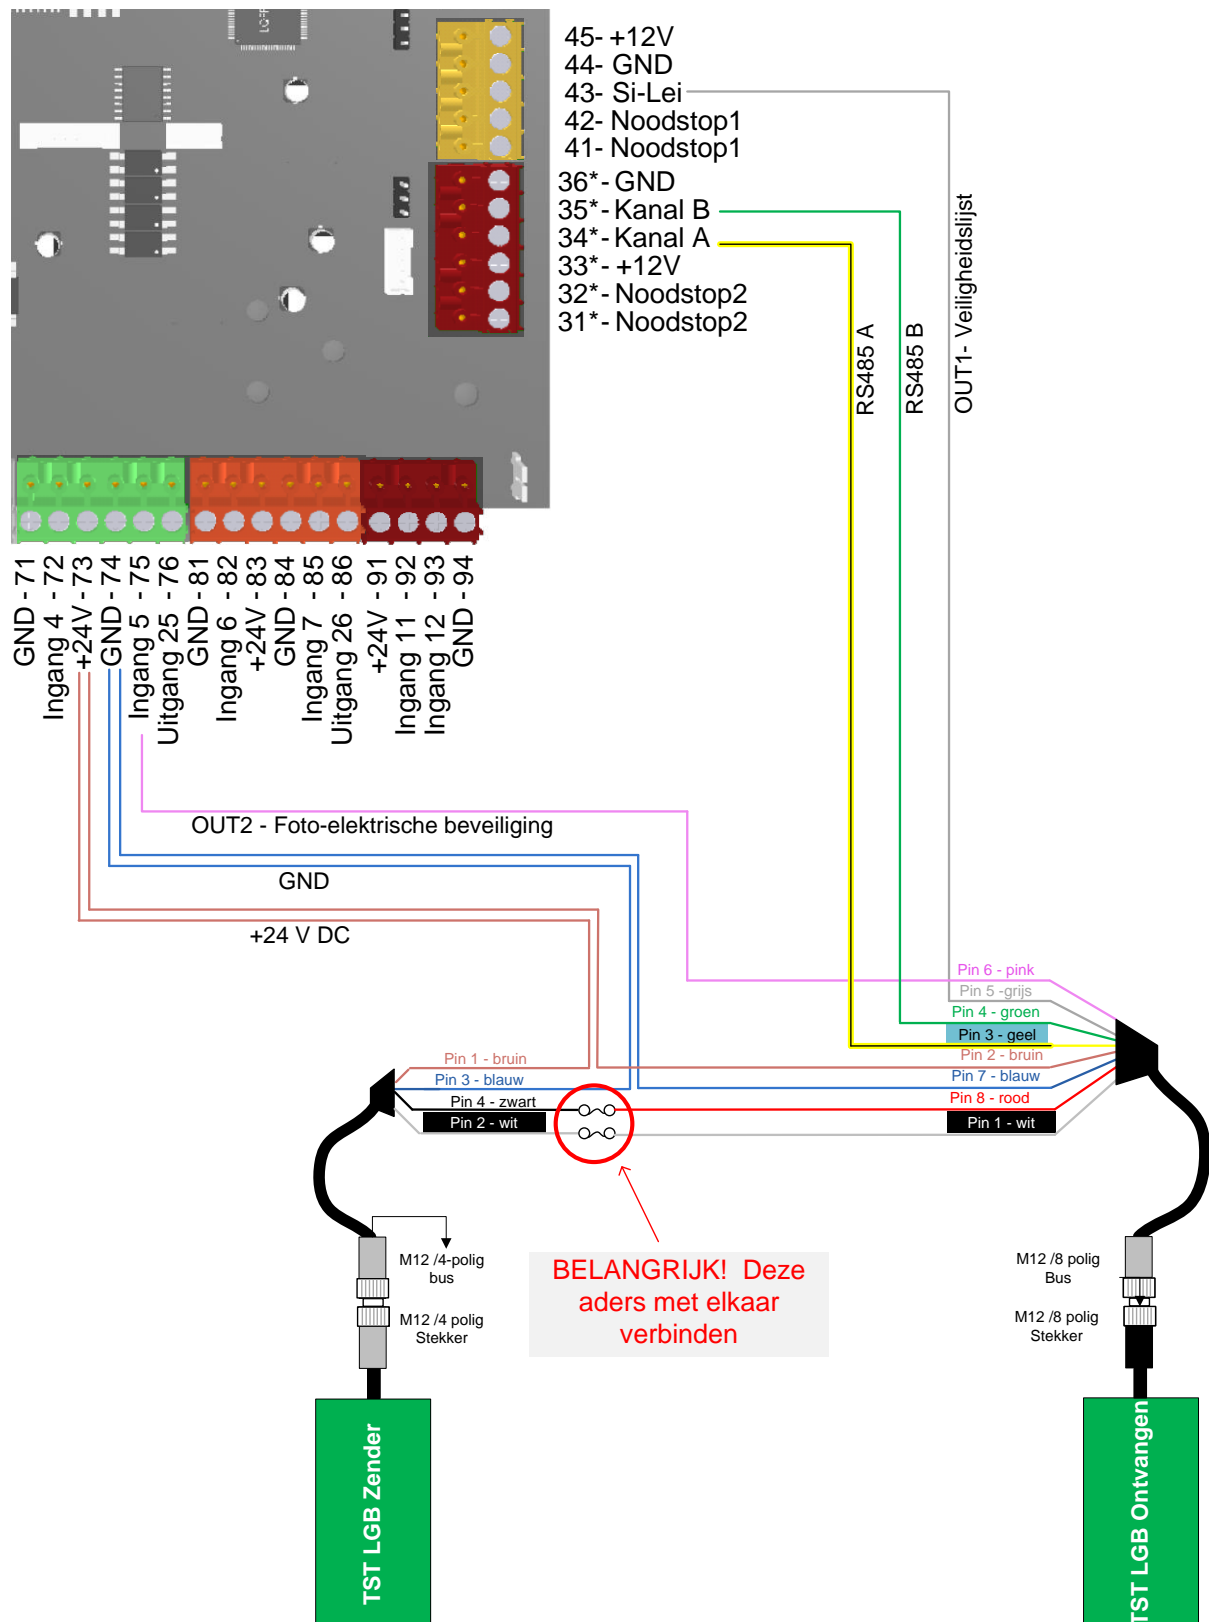 LQFP
45- +12V
44- GND
43- Si-Lei
42- Noodstop1
41- Noodstop1
36*- GND
35*- Kanal B
34*- Kanal A
33*- +12V
32*- Noodstop2
31*- Noodstop2
RS485 A
RS485 B
OUT1- Veiligheidslijst
GND - 71
Ingang 4 - 72
+24V - 73
GND - 74
Ingang 5 - 75
Uitgang 25 - 76
GND - 81
Ingang 6 - 82
+24V - 83
GND - 84
Ingang 7 - 85
Uitgang 26 - 86
+24V - 91
Ingang 11 - 92
Ingang 12 - 93
GND - 94
OUT2 - Foto-elektrische beveiliging
GND
+24 V DC
Pin 6 - pink
Pin 5 -grijs
Pin 4 - groen
Pin 3 - geel
Pin 2 - bruin
Pin 7 - blauw
Pin 8 - rood
Pin 1 - wit
Pin 1 - bruin
Pin 3 - blauw
Pin 4 - zwart
Pin 2 - wit
M12 /4-polig
bus
M12 /4 polig
Stekker
BELANGRIJK! Deze
aders met elkaar
verbinden
M12 /8 polig
Bus
M12 /8 polig
Stekker
TST LGB Zender
TST LGB Ontvangen